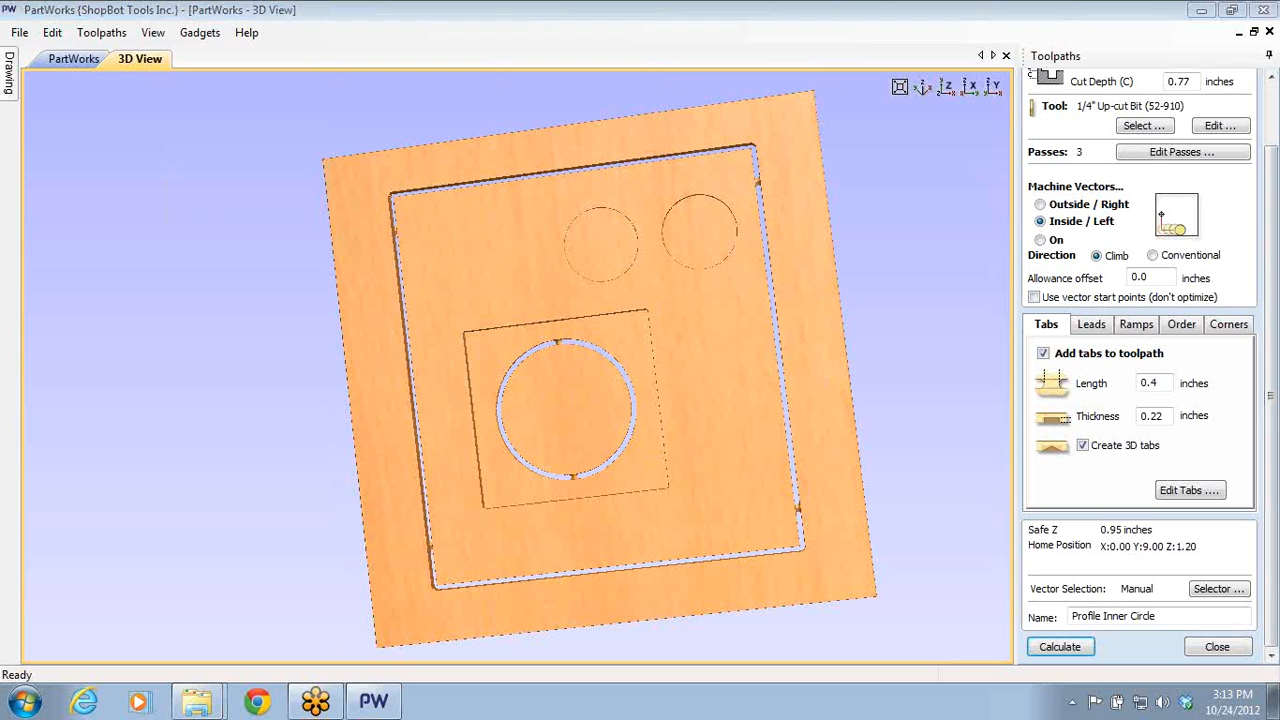 PartWorks {ShopBot Tools Inc.} - [PartWorks - 3D View]
File Edit Toolpaths View Gadgets Help
PartWorks 3D View
Drawing
Z X Y
Toolpaths
Cut Depth (C) 0.77 inches
Tool: 1/4" Up-cut Bit (52-910)
Select ... Edit ...
Passes: 3 Edit Passes ...
Machine Vectors...
Outside / Right
Inside / Left
On
Direction Climb Conventional
Allowance offset 0.0 inches
Use vector start points (don't optimize)
Tabs Leads Ramps Order Corners
Add tabs to toolpath
Length 0.4 inches
Thickness 0.22 inches
Create 3D tabs
Edit Tabs ....
Safe Z 0.95 inches
Home Position X:0.00 Y:9.00 Z:1.20
Vector Selection: Manual Selector ...
Name: Profile Inner Circle
Calculate Close
Ready
PW
3:13 PM
10/24/2012